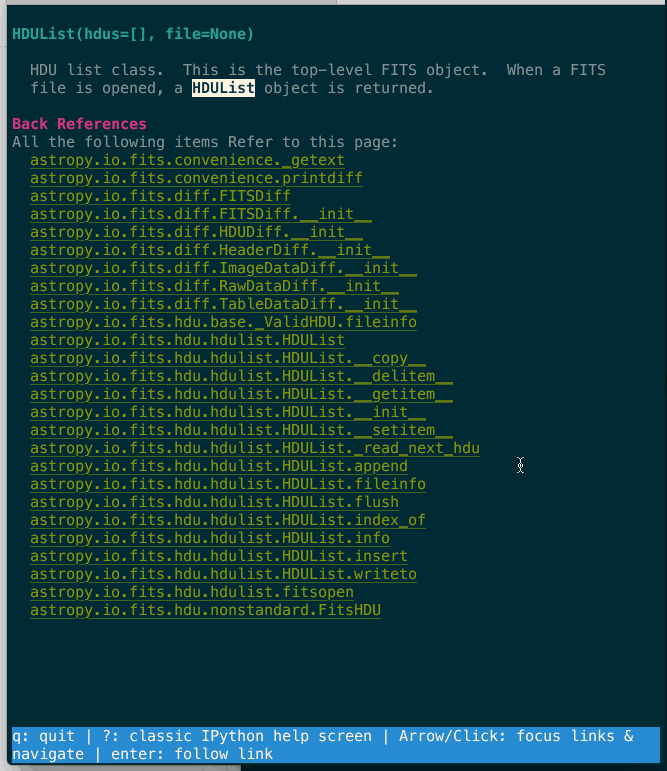 HDUList(hdus=[], file=None)
HDU list class.  This is the top-level FITS object.  When a FITS
file is opened, a HDUList object is returned.
Back References
All the following items Refer to this page:
astropy.io.fits.convenience._getext
astropy.io.fits.convenience.printdiff
astropy.io.fits.diff.FITSDiff
astropy.io.fits.diff.FITSDiff.__init__
astropy.io.fits.diff.HDUDiff.__init__
astropy.io.fits.diff.HeaderDiff.__init__
astropy.io.fits.diff.ImageDataDiff.__init__
astropy.io.fits.diff.RawDataDiff.__init__
astropy.io.fits.diff.TableDataDiff.__init__
astropy.io.fits.hdu.base._ValidHDU.fileinfo
astropy.io.fits.hdu.hdulist.HDUList
astropy.io.fits.hdu.hdulist.HDUList.__copy__
astropy.io.fits.hdu.hdulist.HDUList.__delitem__
astropy.io.fits.hdu.hdulist.HDUList.__getitem__
astropy.io.fits.hdu.hdulist.HDUList.__init__
astropy.io.fits.hdu.hdulist.HDUList.__setitem__
astropy.io.fits.hdu.hdulist.HDUList._read_next_hdu
astropy.io.fits.hdu.hdulist.HDUList.append
astropy.io.fits.hdu.hdulist.HDUList.fileinfo
astropy.io.fits.hdu.hdulist.HDUList.flush
astropy.io.fits.hdu.hdulist.HDUList.index_of
astropy.io.fits.hdu.hdulist.HDUList.info
astropy.io.fits.hdu.hdulist.HDUList.insert
astropy.io.fits.hdu.hdulist.HDUList.writeto
astropy.io.fits.hdu.hdulist.fitsopen
astropy.io.fits.hdu.nonstandard.FitsHDU
q: quit | ?: classic IPython help screen | Arrow/Click: focus links &
navigate | enter: follow link